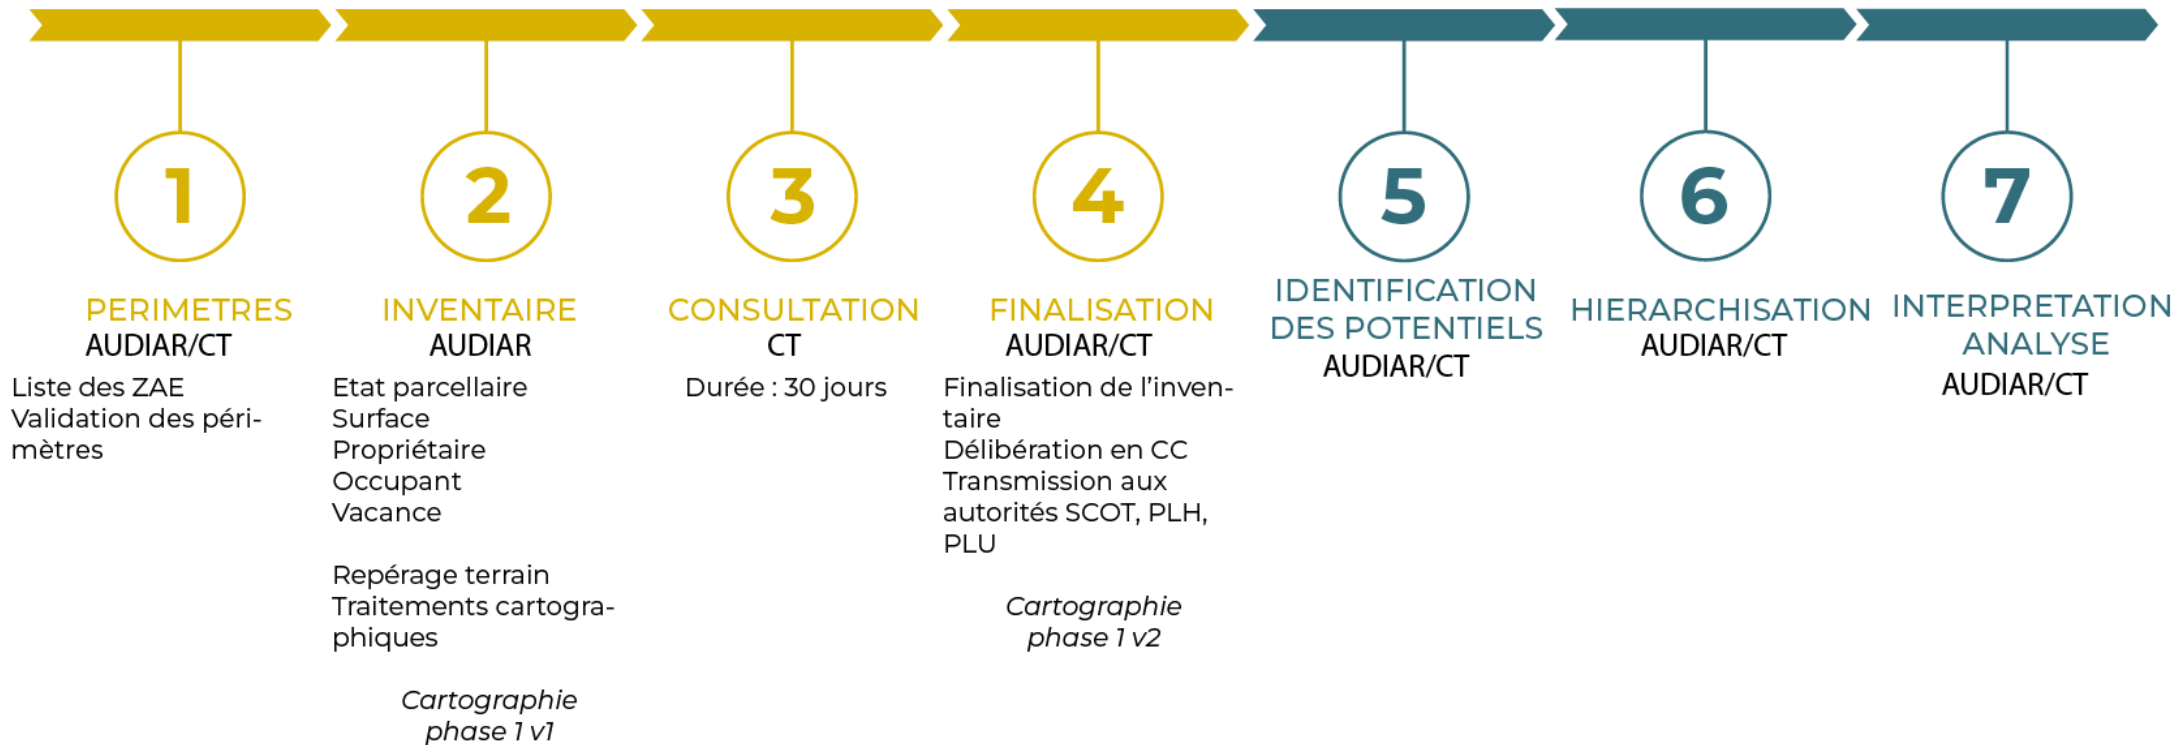 1
PERIMETRES
AUDIAR/CT
Liste des ZAE
Validation des péri-
mètres
2
INVENTAIRE
AUDIAR
Etat parcellaire
Surface
Propriétaire
Occupant
Vacance
Repérage terrain
Traitements cartogra-
phiques
Cartographie
phase 1 v1
3
CONSULTATION
CT
Durée : 30 jours
4
FINALISATION
AUDIAR/CT
Finalisation de l’inven-
taire
Délibération en CC
Transmission aux
autorités SCOT, PLH,
PLU
Cartographie
phase 1 v2
5
IDENTIFICATION
DES POTENTIELS
AUDIAR/CT
6
HIERARCHISATION
AUDIAR/CT
7
INTERPRETATION
ANALYSE
AUDIAR/CT